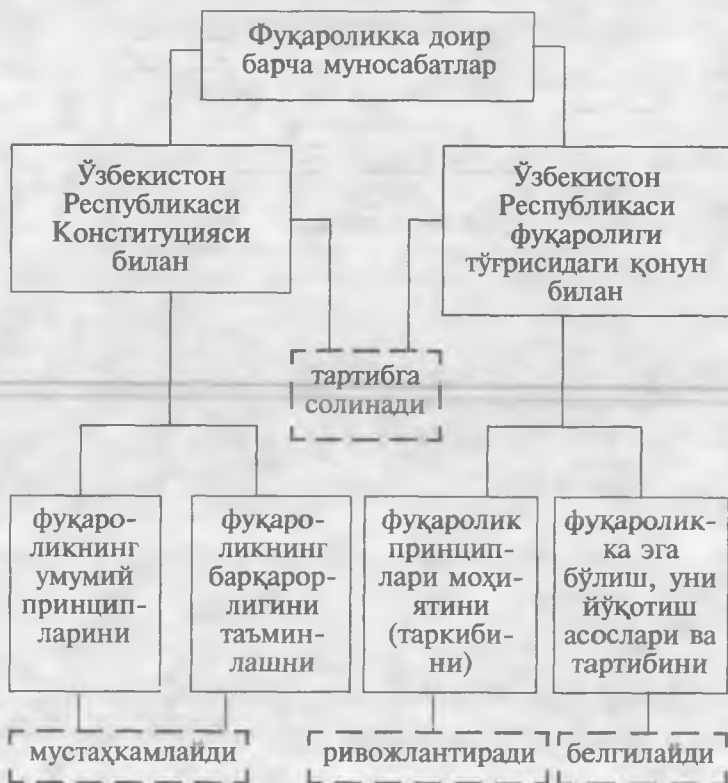 Фуқароликка доир
барча муносабатлар
Ўзбекистон
Республикаси
Конституцияси
билан
Ўзбекистон
Республикаси
фуқаролиги
тўғрисидаги қонун
билан
тартибга
солинади
фуқаро-
ликнинг
умумий
принцип-
ларини
фуқаро-
ликнинг
барқарор-
лигини
таъмин-
лашни
фуқаролик
принцип-
лари моҳи-
ятини
(таркиби-
ни)
фуқаролик-
ка эга
бўлиш, уни
йўқотиш
асослари ва
тартибини
мустаҳкамлайди
ривожлантиради
белгилайди